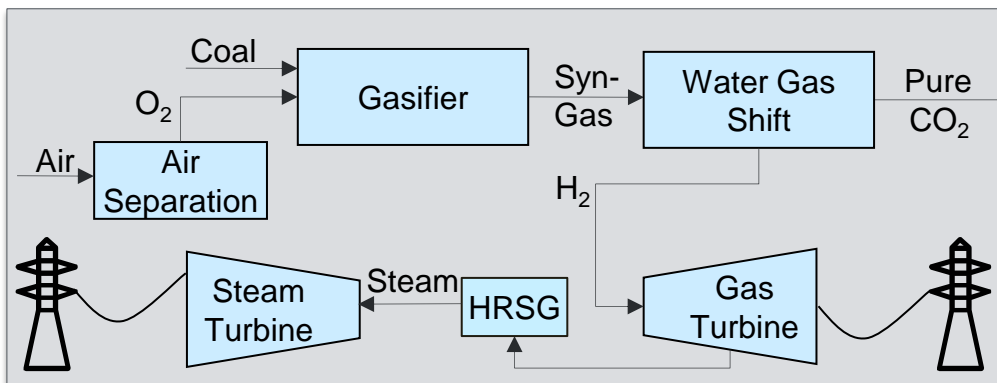 Coal
O₂
Air
Air
Separation
Gasifier
Syn-
Gas
Water Gas
Shift
Pure
CO₂
H₂
Steam
Turbine
Steam
HRSG
Gas
Turbine